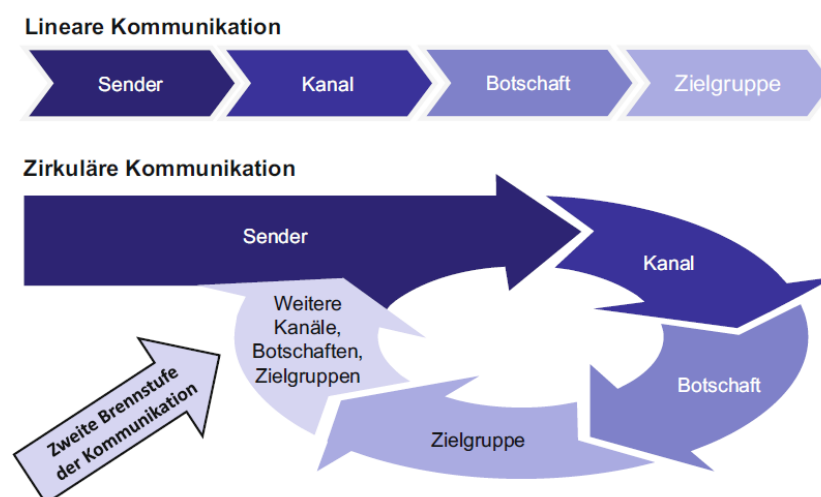 Lineare Kommunikation
Sender
Kanal
Botschaft
Zielgruppe
Zirkuläre Kommunikation
Sender
Kanal
Botschaft
Zielgruppe
Weitere
Kanäle,
Botschaften,
Zielgruppen
Zweite Brennstufe
der Kommunikation